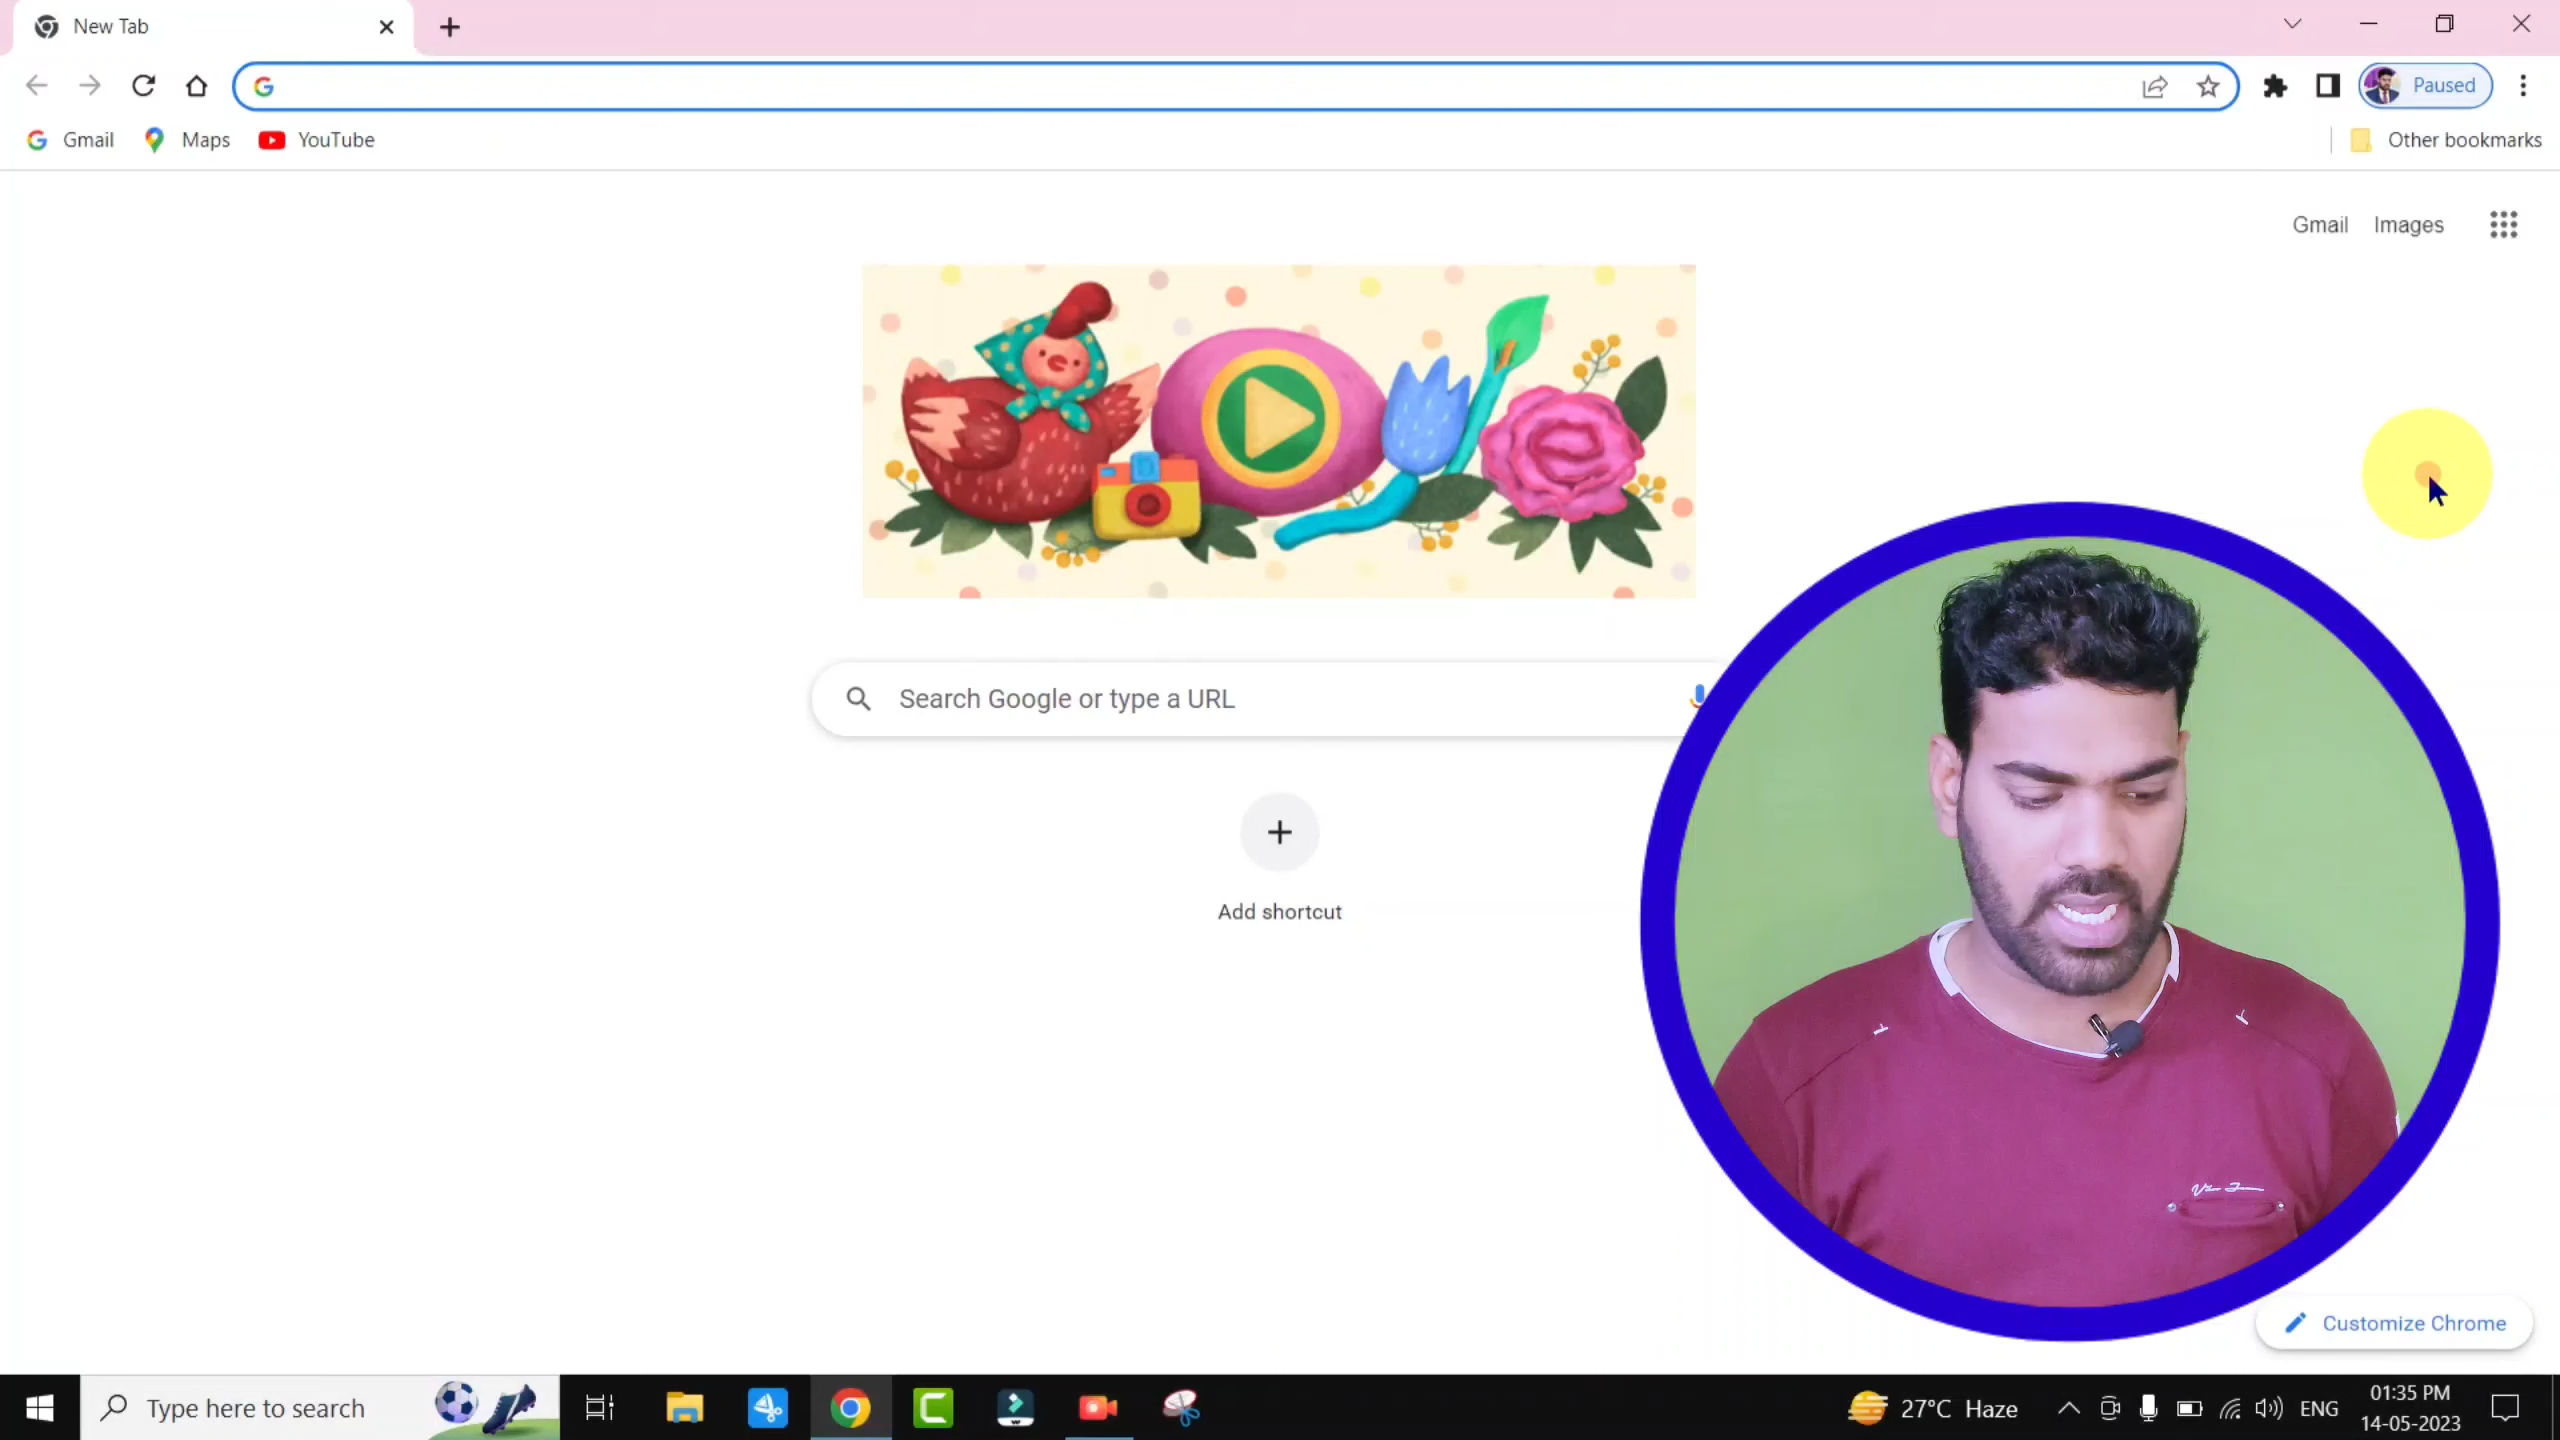 New Tab
Paused
Gmail
Maps
YouTube
Other bookmarks
Gmail
Images
Search Google or type a URL
Add shortcut
Customize Chrome
Type here to search
27°C Haze
ENG
01:35 PM
14-05-2023